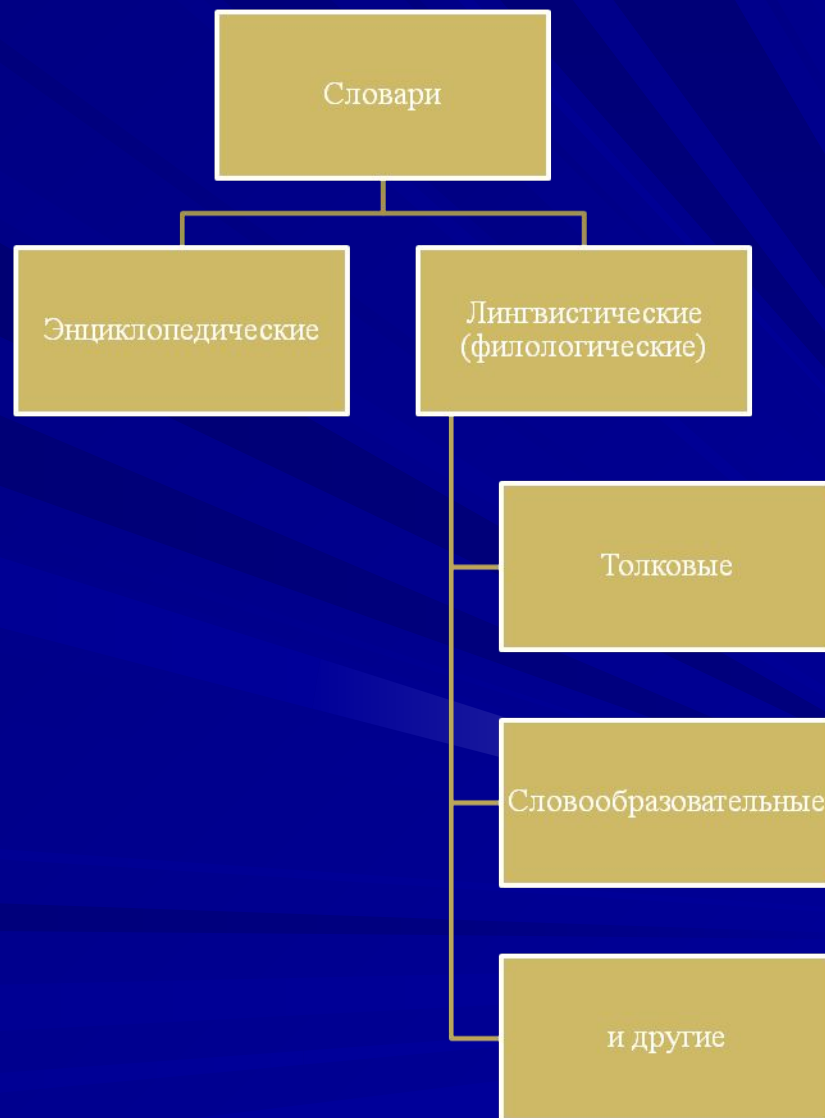 Словари
Энциклопедические
Лингвистические
(филологические)
Толковые
Словообразовательные
и другие